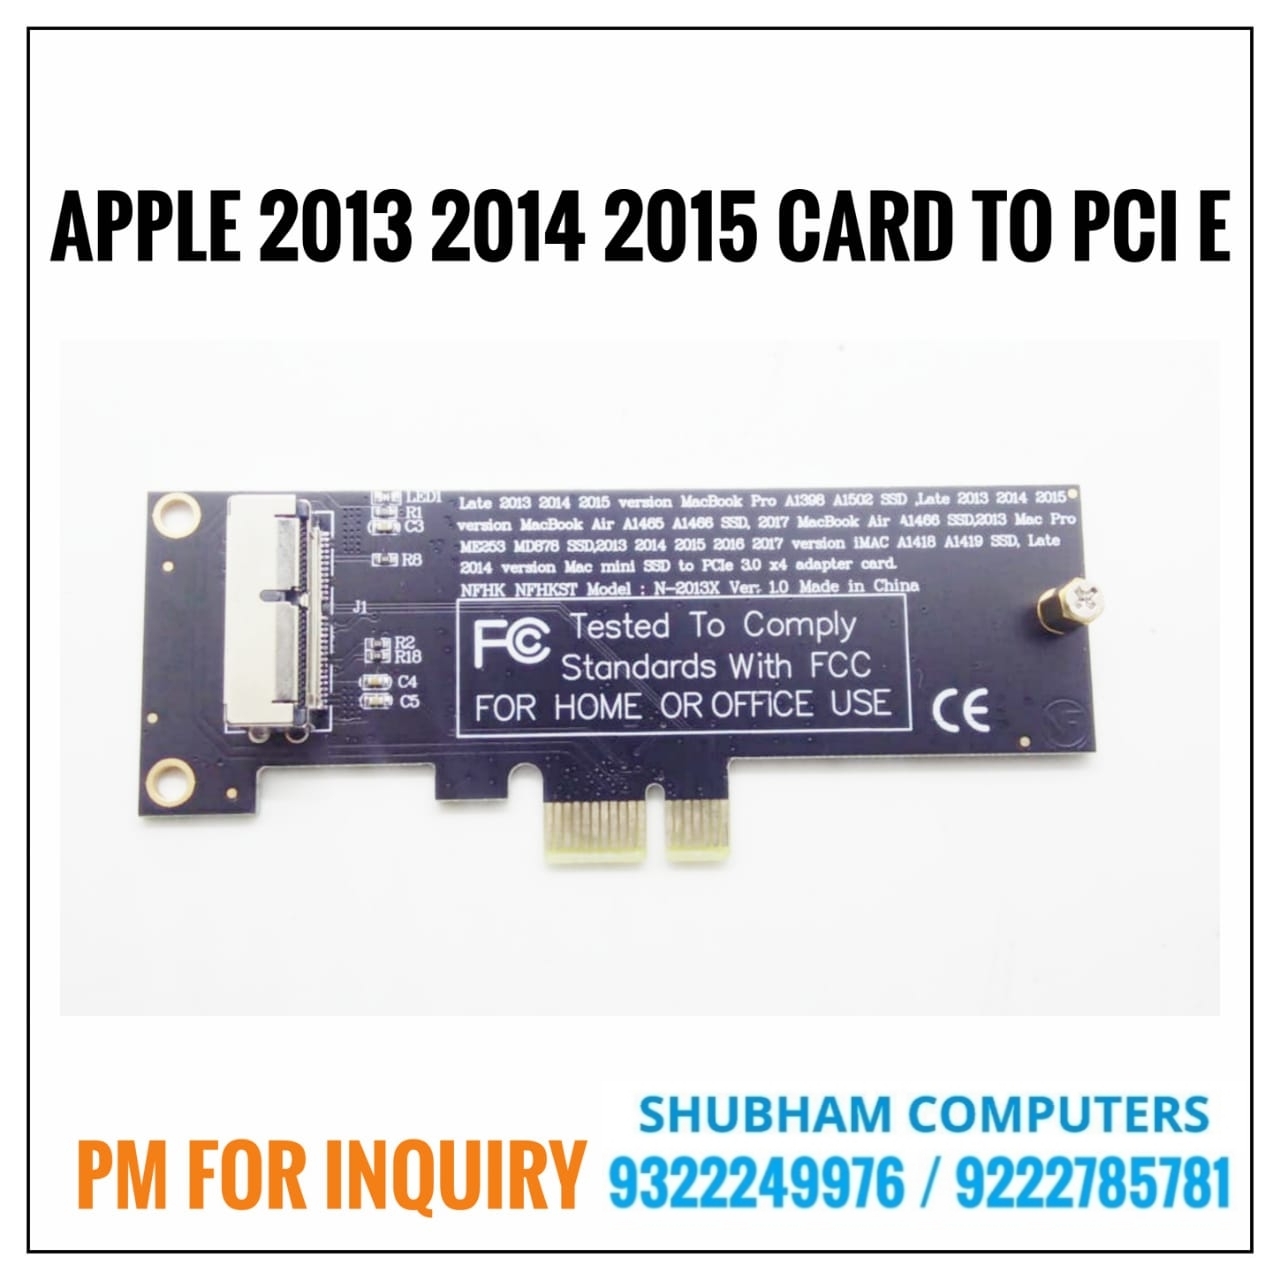 APPLE 2013 2014 2015 CARD TO PCI E
LED1
R1
C3
R8
J1
R2
R18
C4
C5
Late 2013 2014 2015 version MacBook Pro A1398 A1502 SSD ,Late 2013 2014 2015
version MacBook Air A1465 A1466 SSD, 2017 MacBook Air A1466 SSD,2013 Mac Pro
ME253 MD878 SSD,2013 2014 2015 2016 2017 version iMAC A1418 A1419 SSD, Late
2014 version Mac mini SSD to PCIe 3.0 x4 adapter card.
NFHK NFHKST Model : N-2013X Ver: 1.0 Made in China
FC Tested To Comply
Standards With FCC
FOR HOME OR OFFICE USE
CE
SHUBHAM COMPUTERS
PM FOR INQUIRY 9322249976 / 9222785781